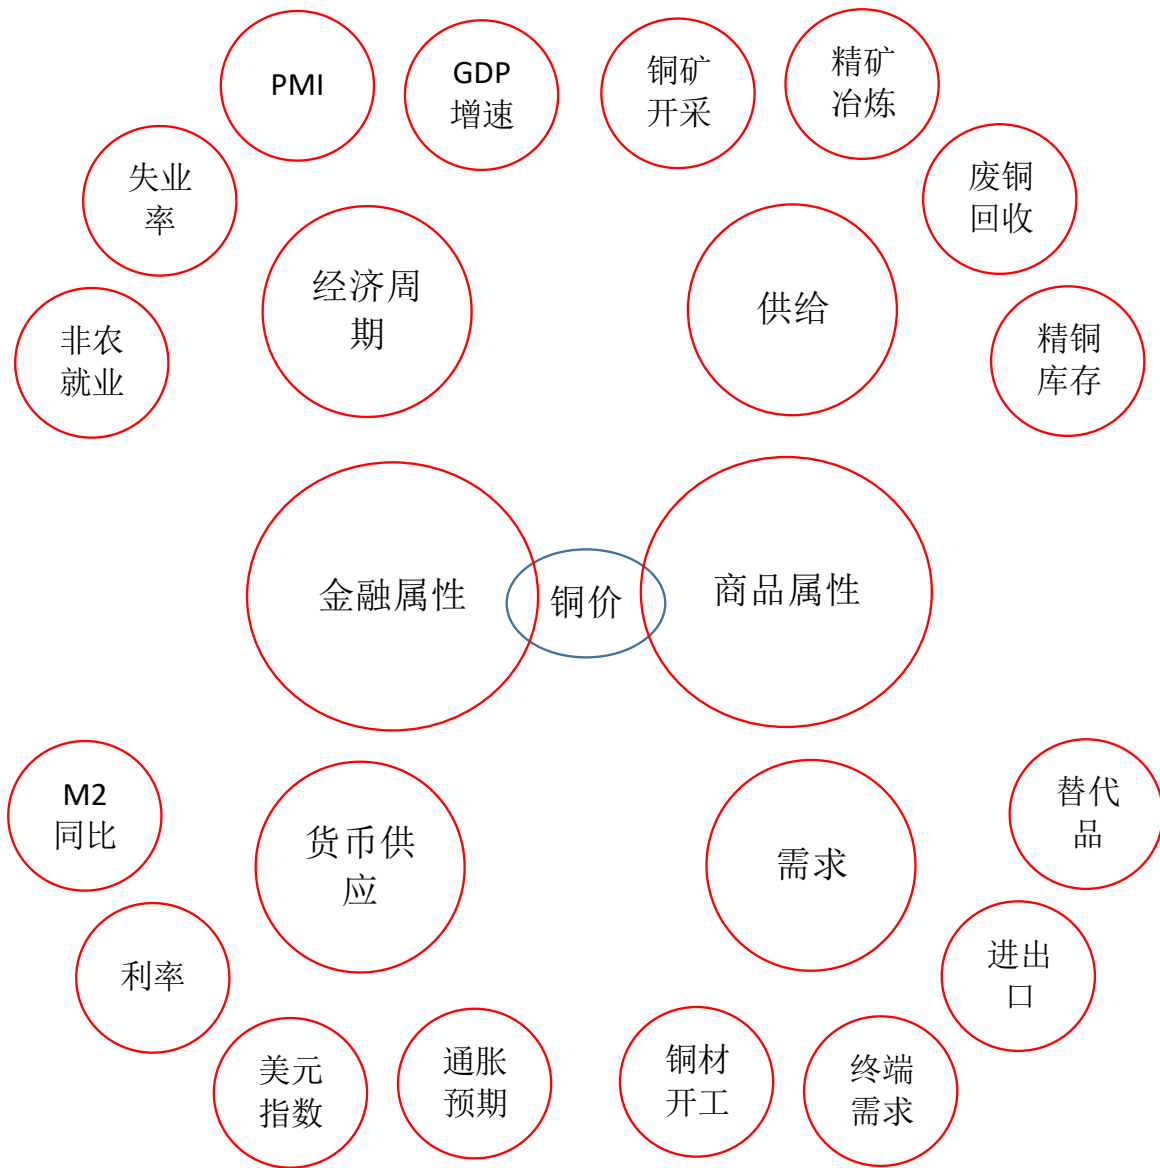 PMI
GDP
增速
铜矿
开采
精矿
冶炼
失业
率
废铜
回收
经济周
期
供给
非农
就业
精铜
库存
金融属性
铜价
商品属性
M2
同比
货币供
应
需求
替代
品
利率
进出
口
美元
指数
通胀
预期
铜材
开工
终端
需求